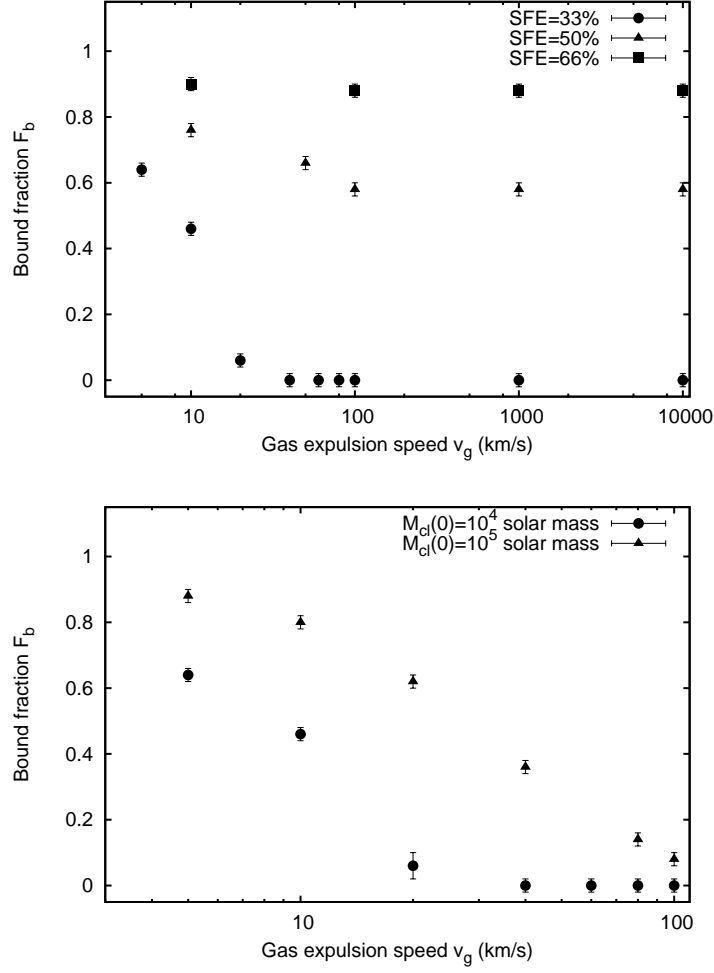 SFE=33%
SFE=50%
SFE=66%
1
0.8
0.6
0.4
0.2
0
Bound fraction F_b
10 100 1000 10000
Gas expulsion speed v_g (km/s)
M_cl(0)=10^4 solar mass
M_cl(0)=10^5 solar mass
1
0.8
0.6
0.4
0.2
0
Bound fraction F_b
10 100
Gas expulsion speed v_g (km/s)